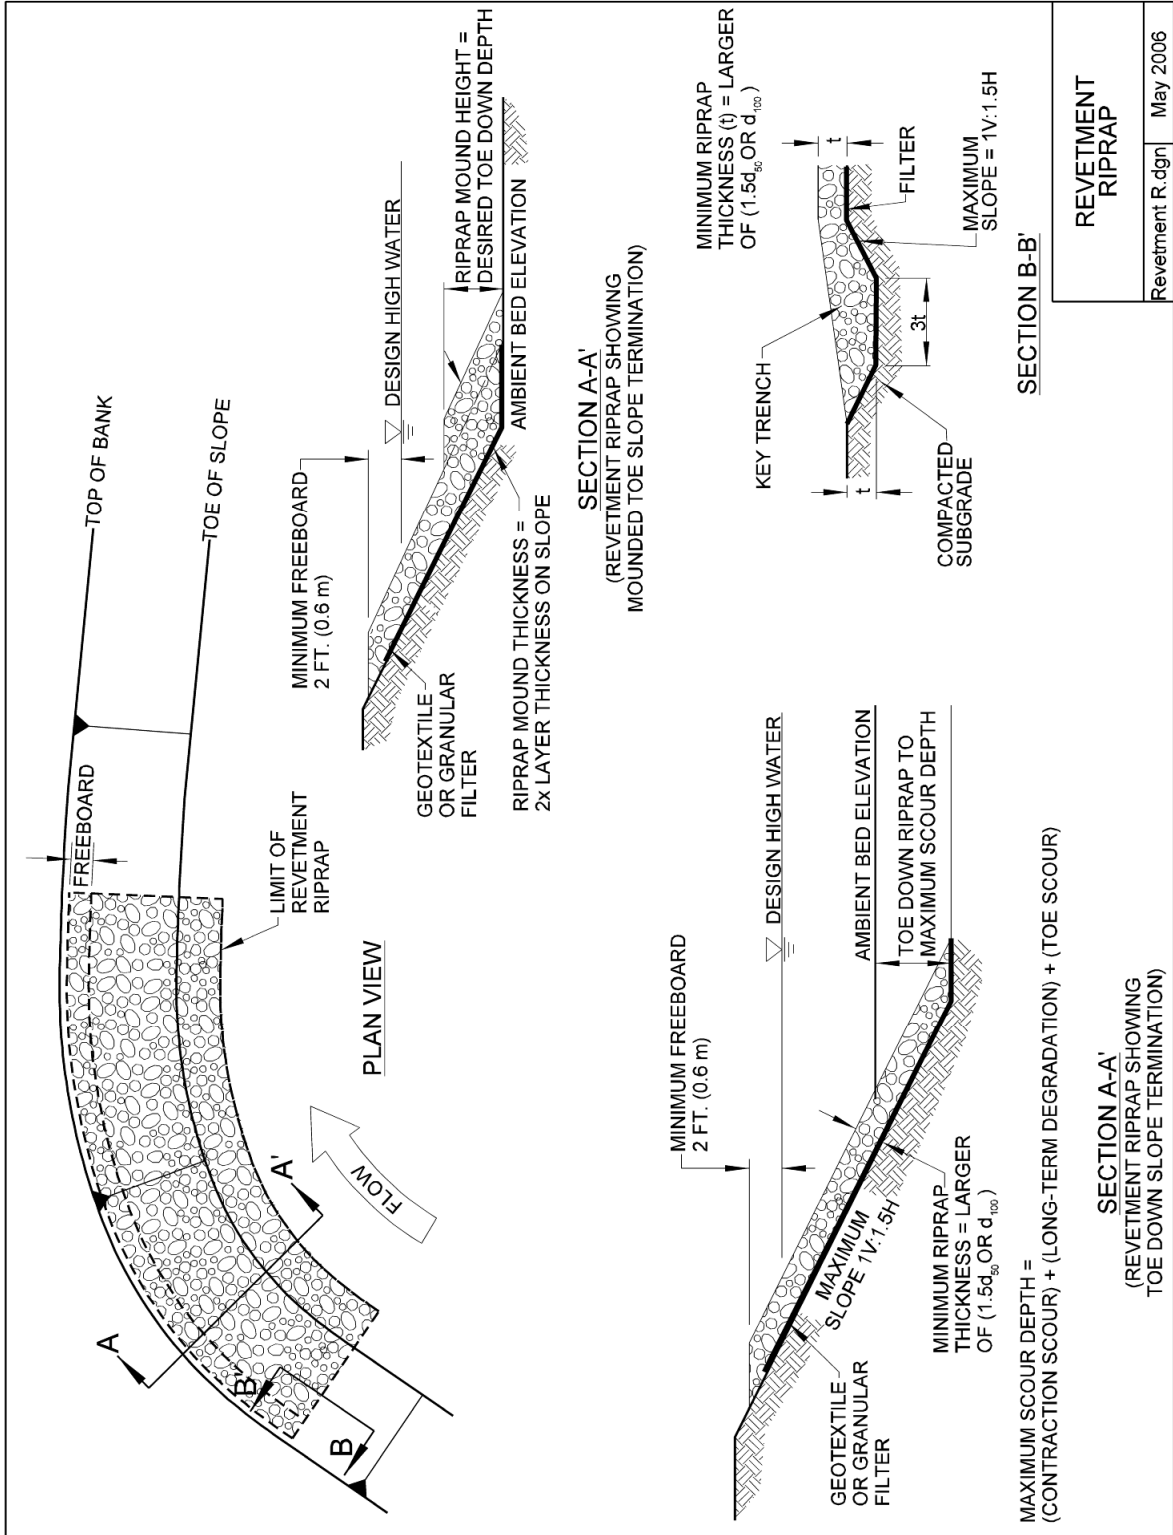 TOP OF BANK
TOE OF SLOPE
FREEBOARD
LIMIT OF
REVETMENT
RIPRAP
PLAN VIEW
FLOW
A
A'
B'
B
MINIMUM FREEBOARD
2 FT. (0.6 m)
DESIGN HIGH WATER
RIPRAP MOUND HEIGHT =
DESIRED TOE DOWN DEPTH
AMBIENT BED ELEVATION
GEOTEXTILE
OR GRANULAR
FILTER
RIPRAP MOUND THICKNESS =
2x LAYER THICKNESS ON SLOPE
SECTION A-A'
(REVETMENT RIPRAP SHOWING
MOUNDED TOE SLOPE TERMINATION)
MINIMUM FREEBOARD
2 FT. (0.6 m)
DESIGN HIGH WATER
AMBIENT BED ELEVATION
TOE DOWN RIPRAP TO
MAXIMUM SCOUR DEPTH
MAXIMUM
SLOPE 1V:1.5H
GEOTEXTILE
OR GRANULAR
FILTER
MINIMUM RIPRAP
THICKNESS = LARGER
OF (1.5d50 OR d100)
MAXIMUM SCOUR DEPTH =
(CONTRACTION SCOUR) + (LONG-TERM DEGRADATION) + (TOE SCOUR)
SECTION A-A'
(REVETMENT RIPRAP SHOWING
TOE DOWN SLOPE TERMINATION)
MINIMUM RIPRAP
THICKNESS (t) = LARGER
OF (1.5d50 OR d100)
KEY TRENCH
t
t
3t
FILTER
COMPACTED
SUBGRADE
MAXIMUM
SLOPE = 1V:1.5H
SECTION B-B'
REVETMENT
RIPRAP
Revetment R.dgn
May 2006